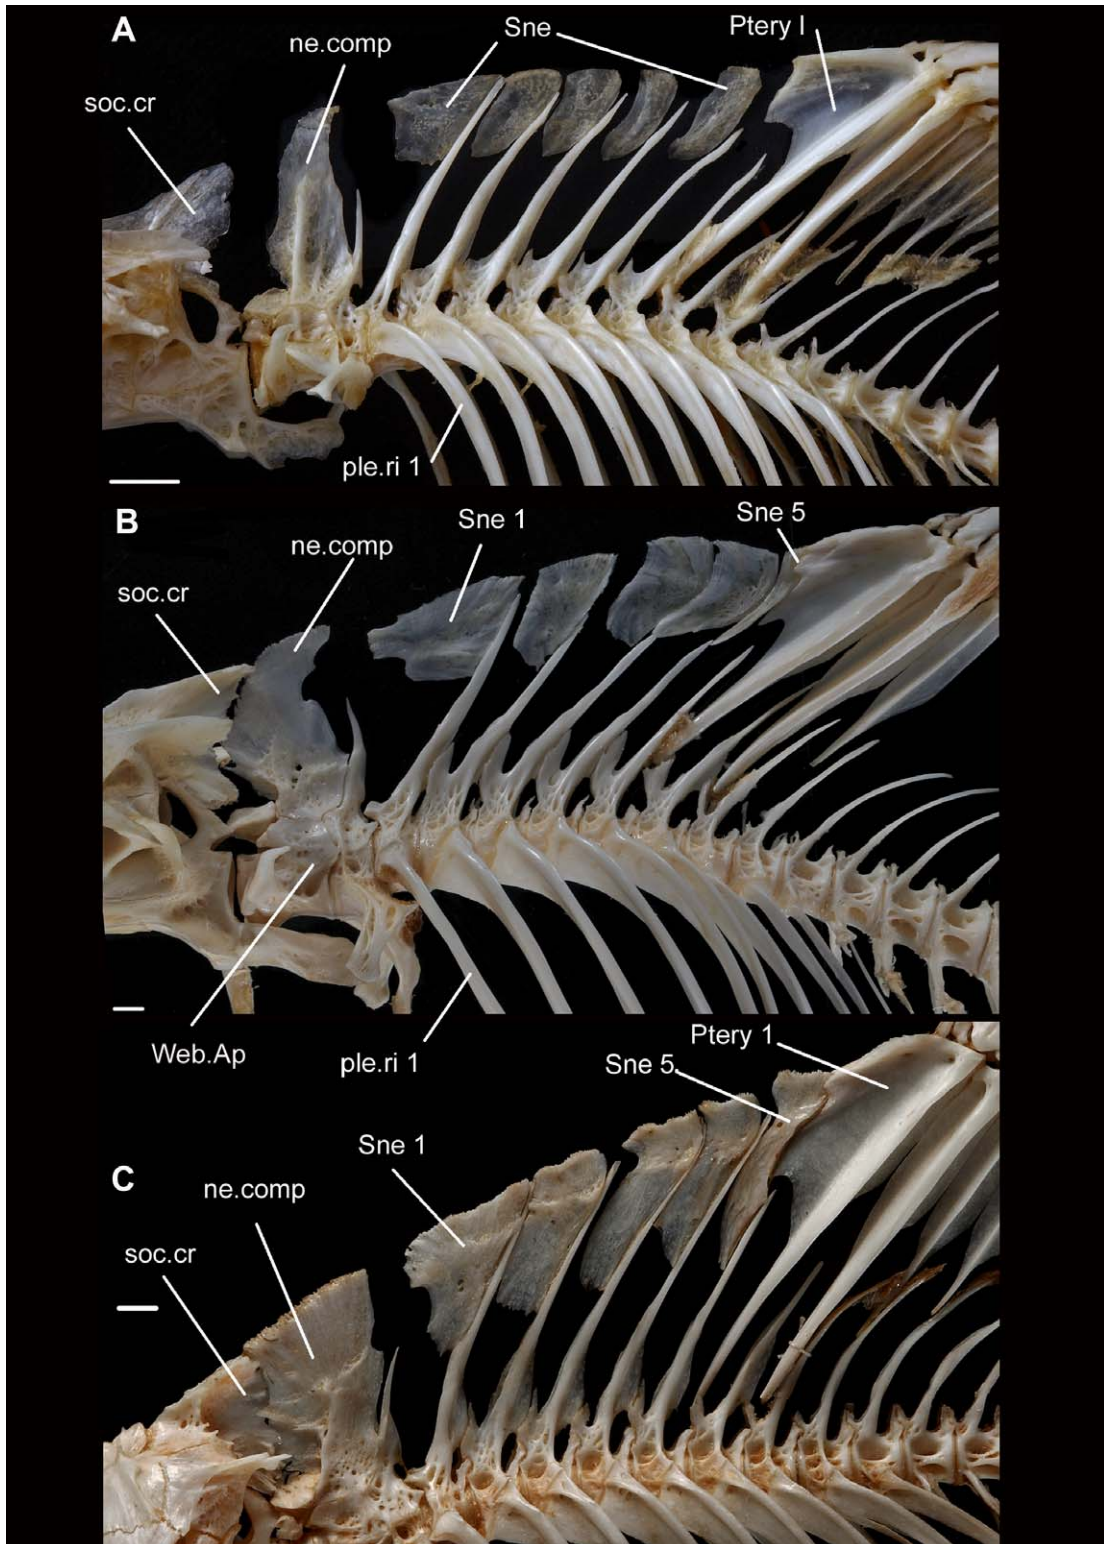 A
ne.comp
Sne
Ptery I
soc.cr
ple.ri 1
B
Sne 1
Sne 5
ne.comp
soc.cr
Web.Ap
ple.ri 1
Ptery 1
Sne 5
Sne 1
C
ne.comp
soc.cr